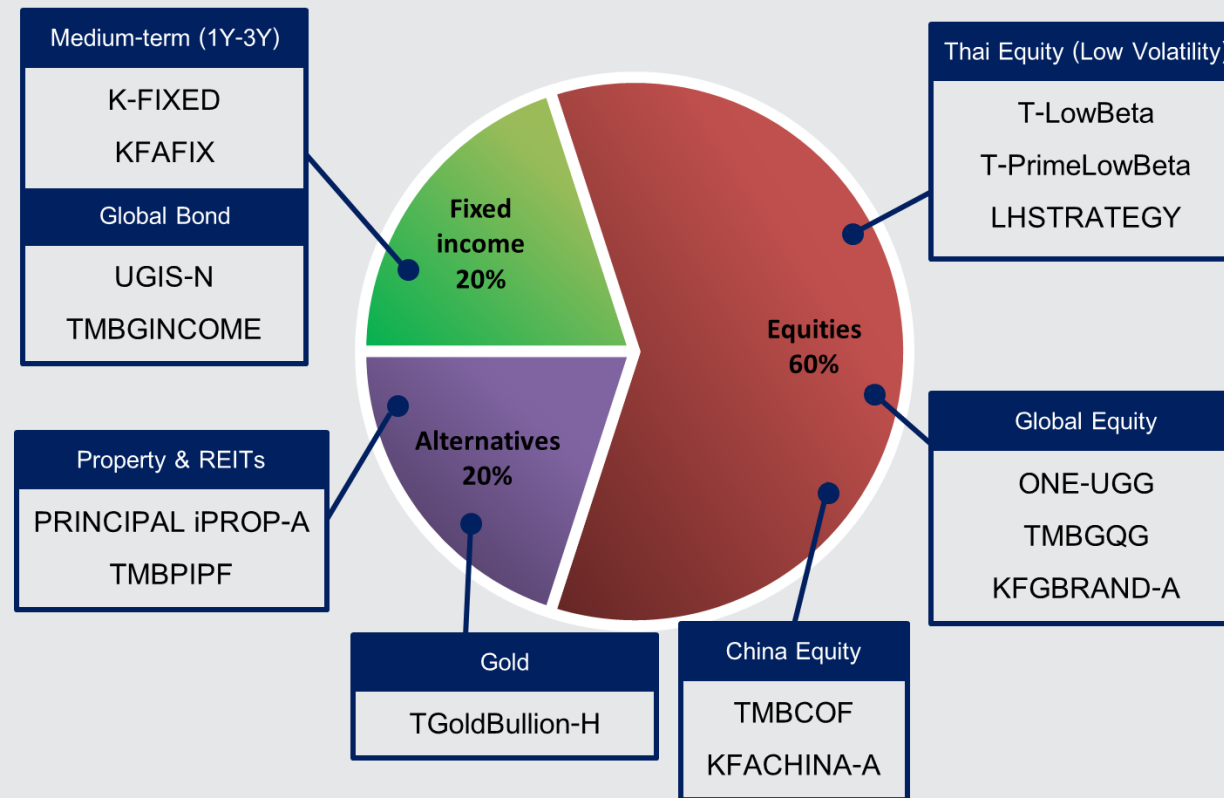 Medium-term (1Y-3Y)
K-FIXED
KFAFIX
Global Bond
UGIS-N
TMBGINCOME
Property & REITs
PRINCIPAL iPROP-A
TMBPIPF
Fixed
income
20%
Alternatives
20%
Equities
60%
Gold
TGoldBullion-H
China Equity
TMBCOF
KFACHINA-A
Thai Equity (Low Volatility)
T-LowBeta
T-PrimeLowBeta
LHSTRATEGY
Global Equity
ONE-UGG
TMBGQG
KFGBRAND-A